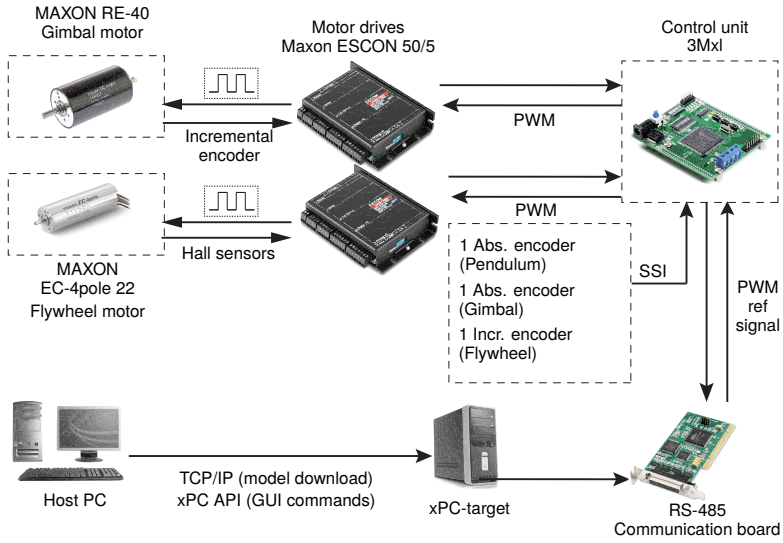 MAXON RE-40
Gimbal motor
Motor drives
Maxon ESCON 50/5
Control unit
3Mxl
Incremental
encoder
PWM
Hall sensors
PWM
MAXON
EC-4pole 22
Flywheel motor
1 Abs. encoder
(Pendulum)
1 Abs. encoder
(Gimbal)
1 Incr. encoder
(Flywheel)
SSI
PWM
ref
signal
Host PC
TCP/IP (model download)
xPC API (GUI commands)
xPC-target
RS-485
Communication board